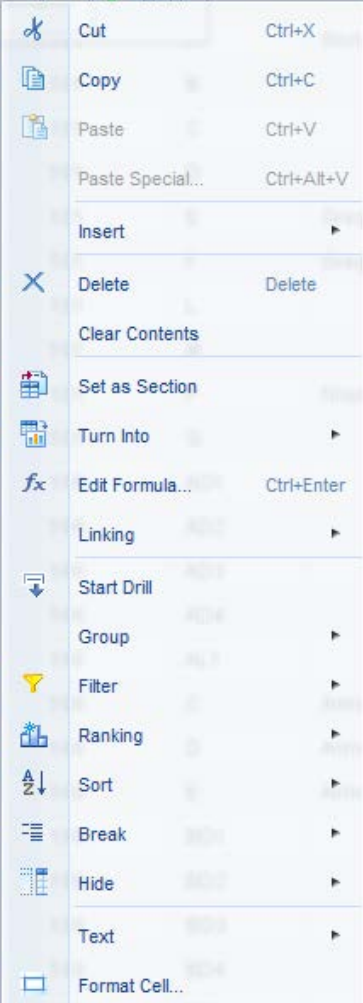 Cut Ctrl+X
Copy Ctrl+C
Paste Ctrl+V
Paste Special... Ctrl+Alt+V
Insert
Delete Delete
Clear Contents
Set as Section
Turn Into
fx Edit Formula... Ctrl+Enter
Linking
Start Drill
Group
Filter
Ranking
Sort
Break
Hide
Text
Format Cell...